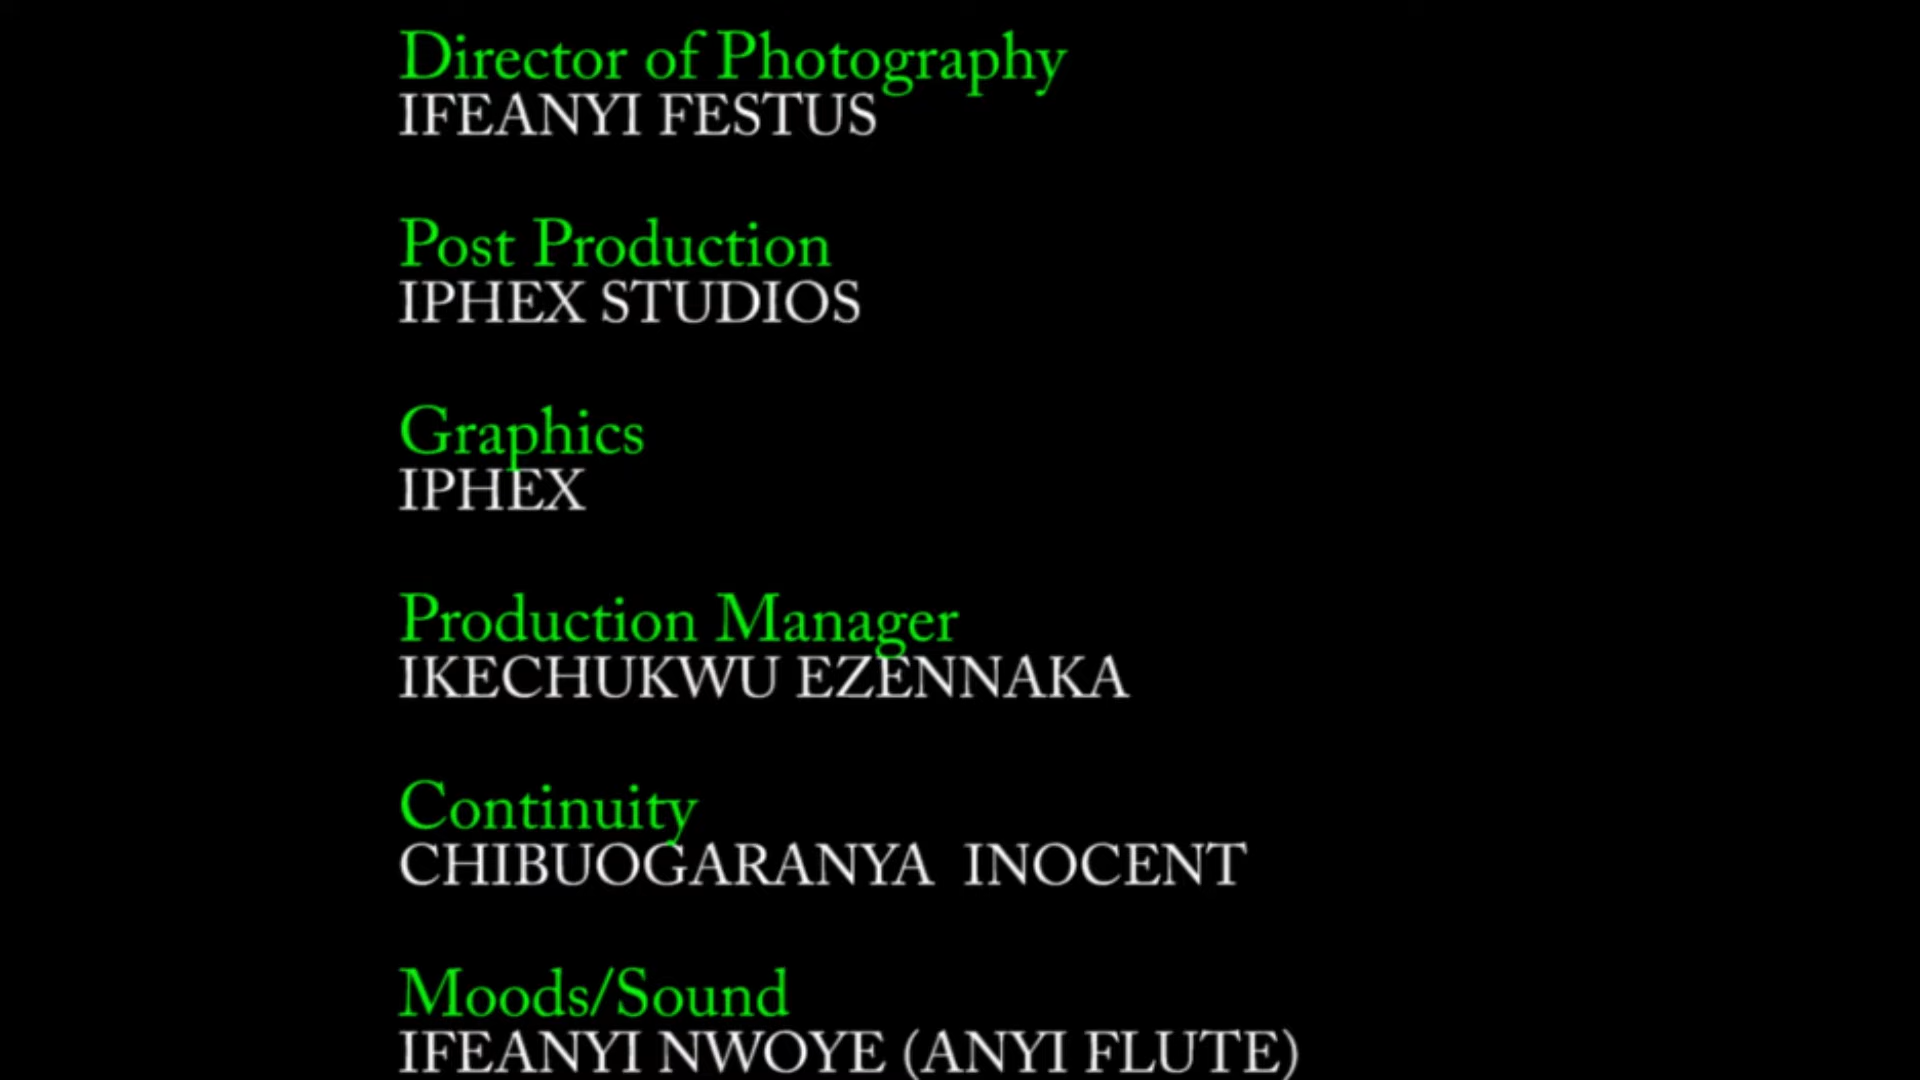 Director of Photography
IFEANYI FESTUS
Post Production
IPHEX STUDIOS
Graphics
IPHEX
Production Manager
IKECHUKWU EZENNAKA
Continuity
CHIBUOGARANYA  INOCENT
Moods/Sound
IFEANYI NWOYE (ANYI FLUTE)